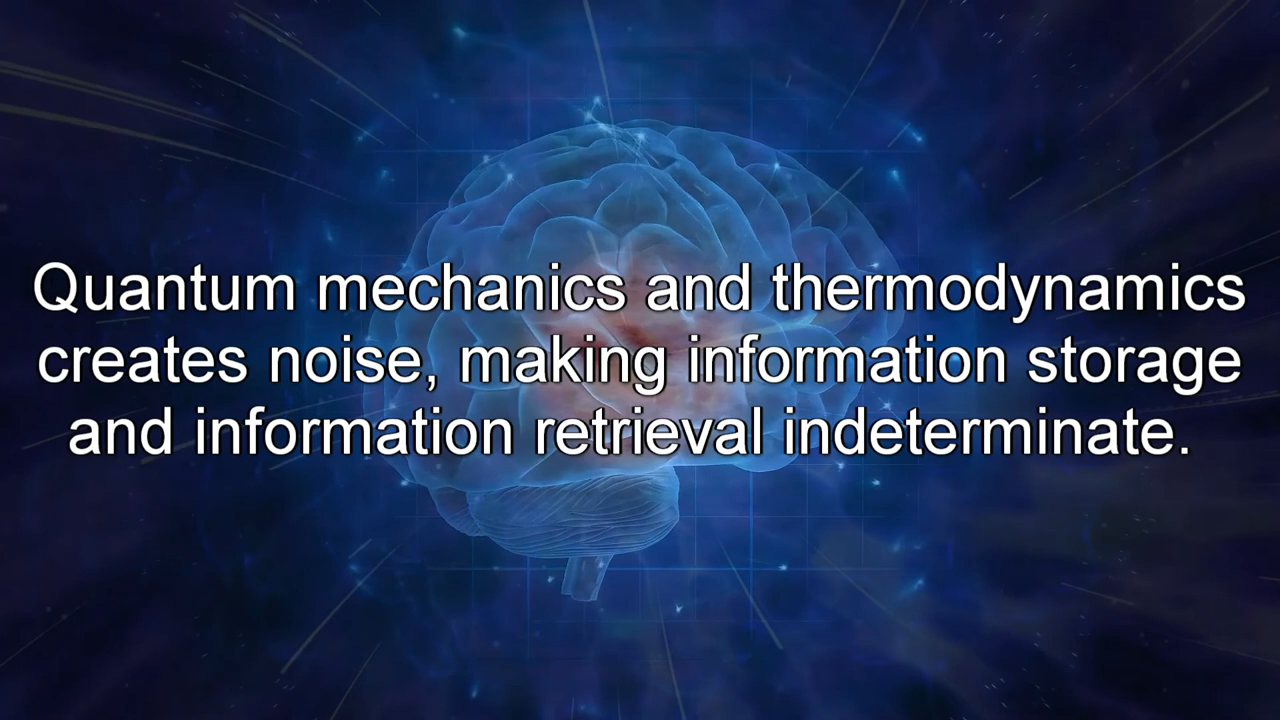 Quantum mechanics and thermodynamics
creates noise, making information storage
and information retrieval indeterminate.